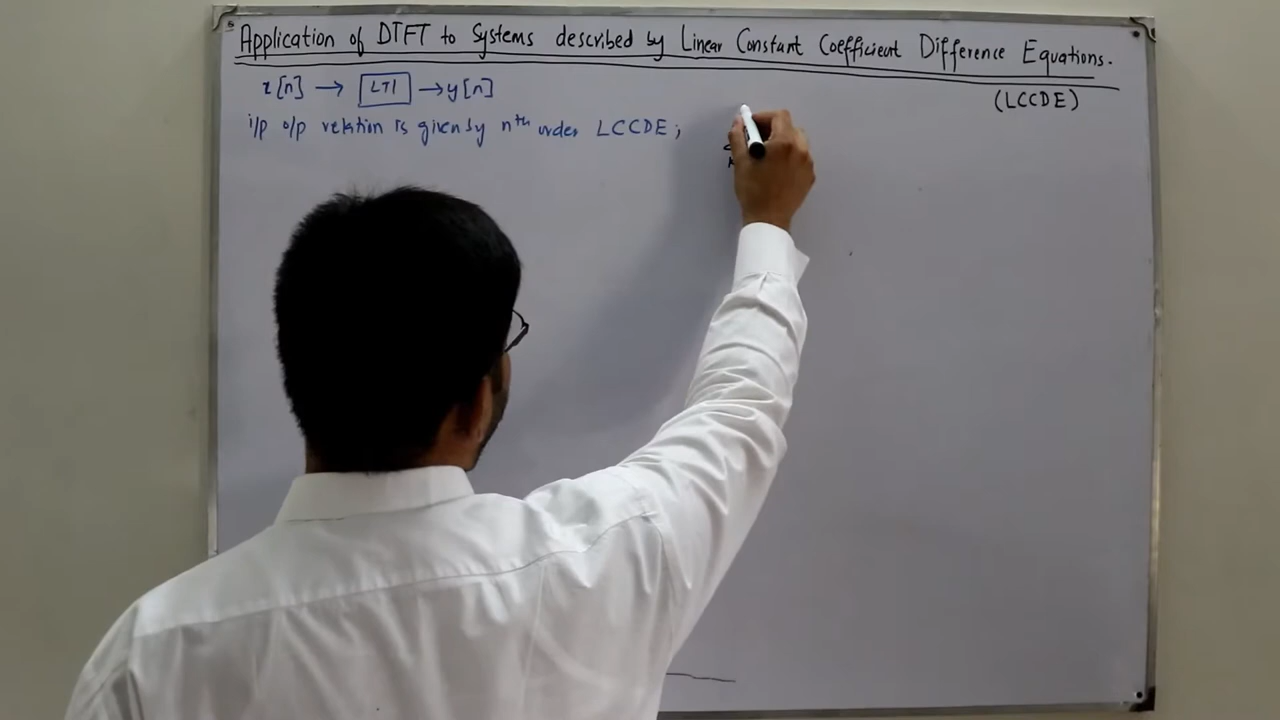 Application of DTFT to Systems described by Linear Constant Coefficient Difference Equations.
(LCCDE)
x[n] → LTI → y[n]
i/p o/p relation is given by nth order LCCDE;